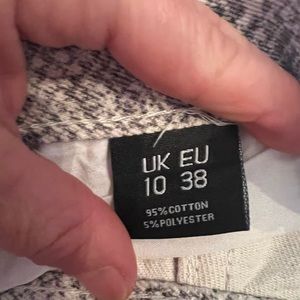 UK EU
10 38
95% COTTON
5% POLYESTER